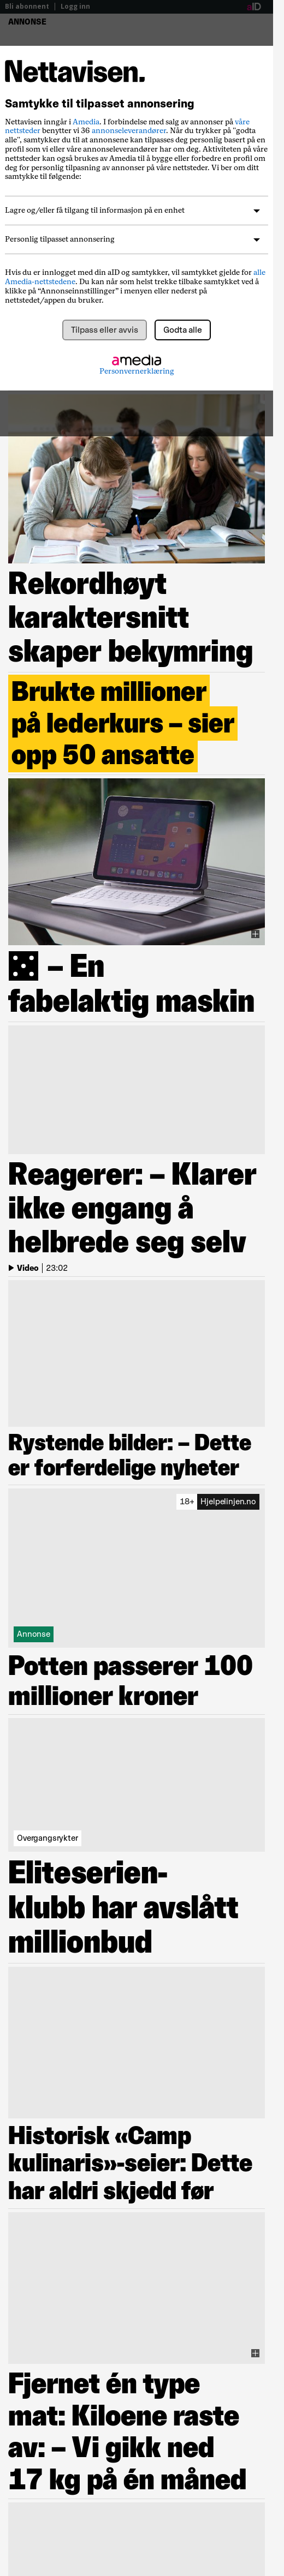 Bli abonnent | Logg inn
aID
ANNONSE
Nettavisen.
Samtykke til tilpasset annonsering
Nettavisen inngår i Amedia. I forbindelse med salg av annonser på våre
nettsteder benytter vi 36 annonseleverandører. Når du trykker på "godta
alle", samtykker du til at annonsene kan tilpasses deg personlig basert på en
profil som vi eller våre annonseleverandører har om deg. Aktiviteten på våre
nettsteder kan også brukes av Amedia til å bygge eller forbedre en profil om
deg for personlig tilpasning av annonser på våre nettsteder. Vi ber om ditt
samtykke til følgende:
Lagre og/eller få tilgang til informasjon på en enhet
Personlig tilpasset annonsering
Hvis du er innlogget med din aID og samtykker, vil samtykket gjelde for alle
Amedia-nettstedene. Du kan når som helst trekke tilbake samtykket ved å
klikke på “Annonseinnstillinger” i menyen eller nederst på
nettstedet/appen du bruker.
Tilpass eller avvis
Godta alle
amedia
Personvernerklæring
Rekordhøyt
karaktersnitt
skaper bekymring
Brukte millioner
på lederkurs – sier
opp 50 ansatte
– En
fabelaktig maskin
Reagerer: – Klarer
ikke engang å
helbrede seg selv
Video | 23:02
Rystende bilder: – Dette
er forferdelige nyheter
18+ Hjelpelinjen.no
Annonse
Potten passerer 100
millioner kroner
Overgangsrykter
Eliteserien-
klubb har avslått
millionbud
Historisk «Camp
kulinaris»-seier: Dette
har aldri skjedd før
Fjernet én type
mat: Kiloene raste
av: – Vi gikk ned
17 kg på én måned